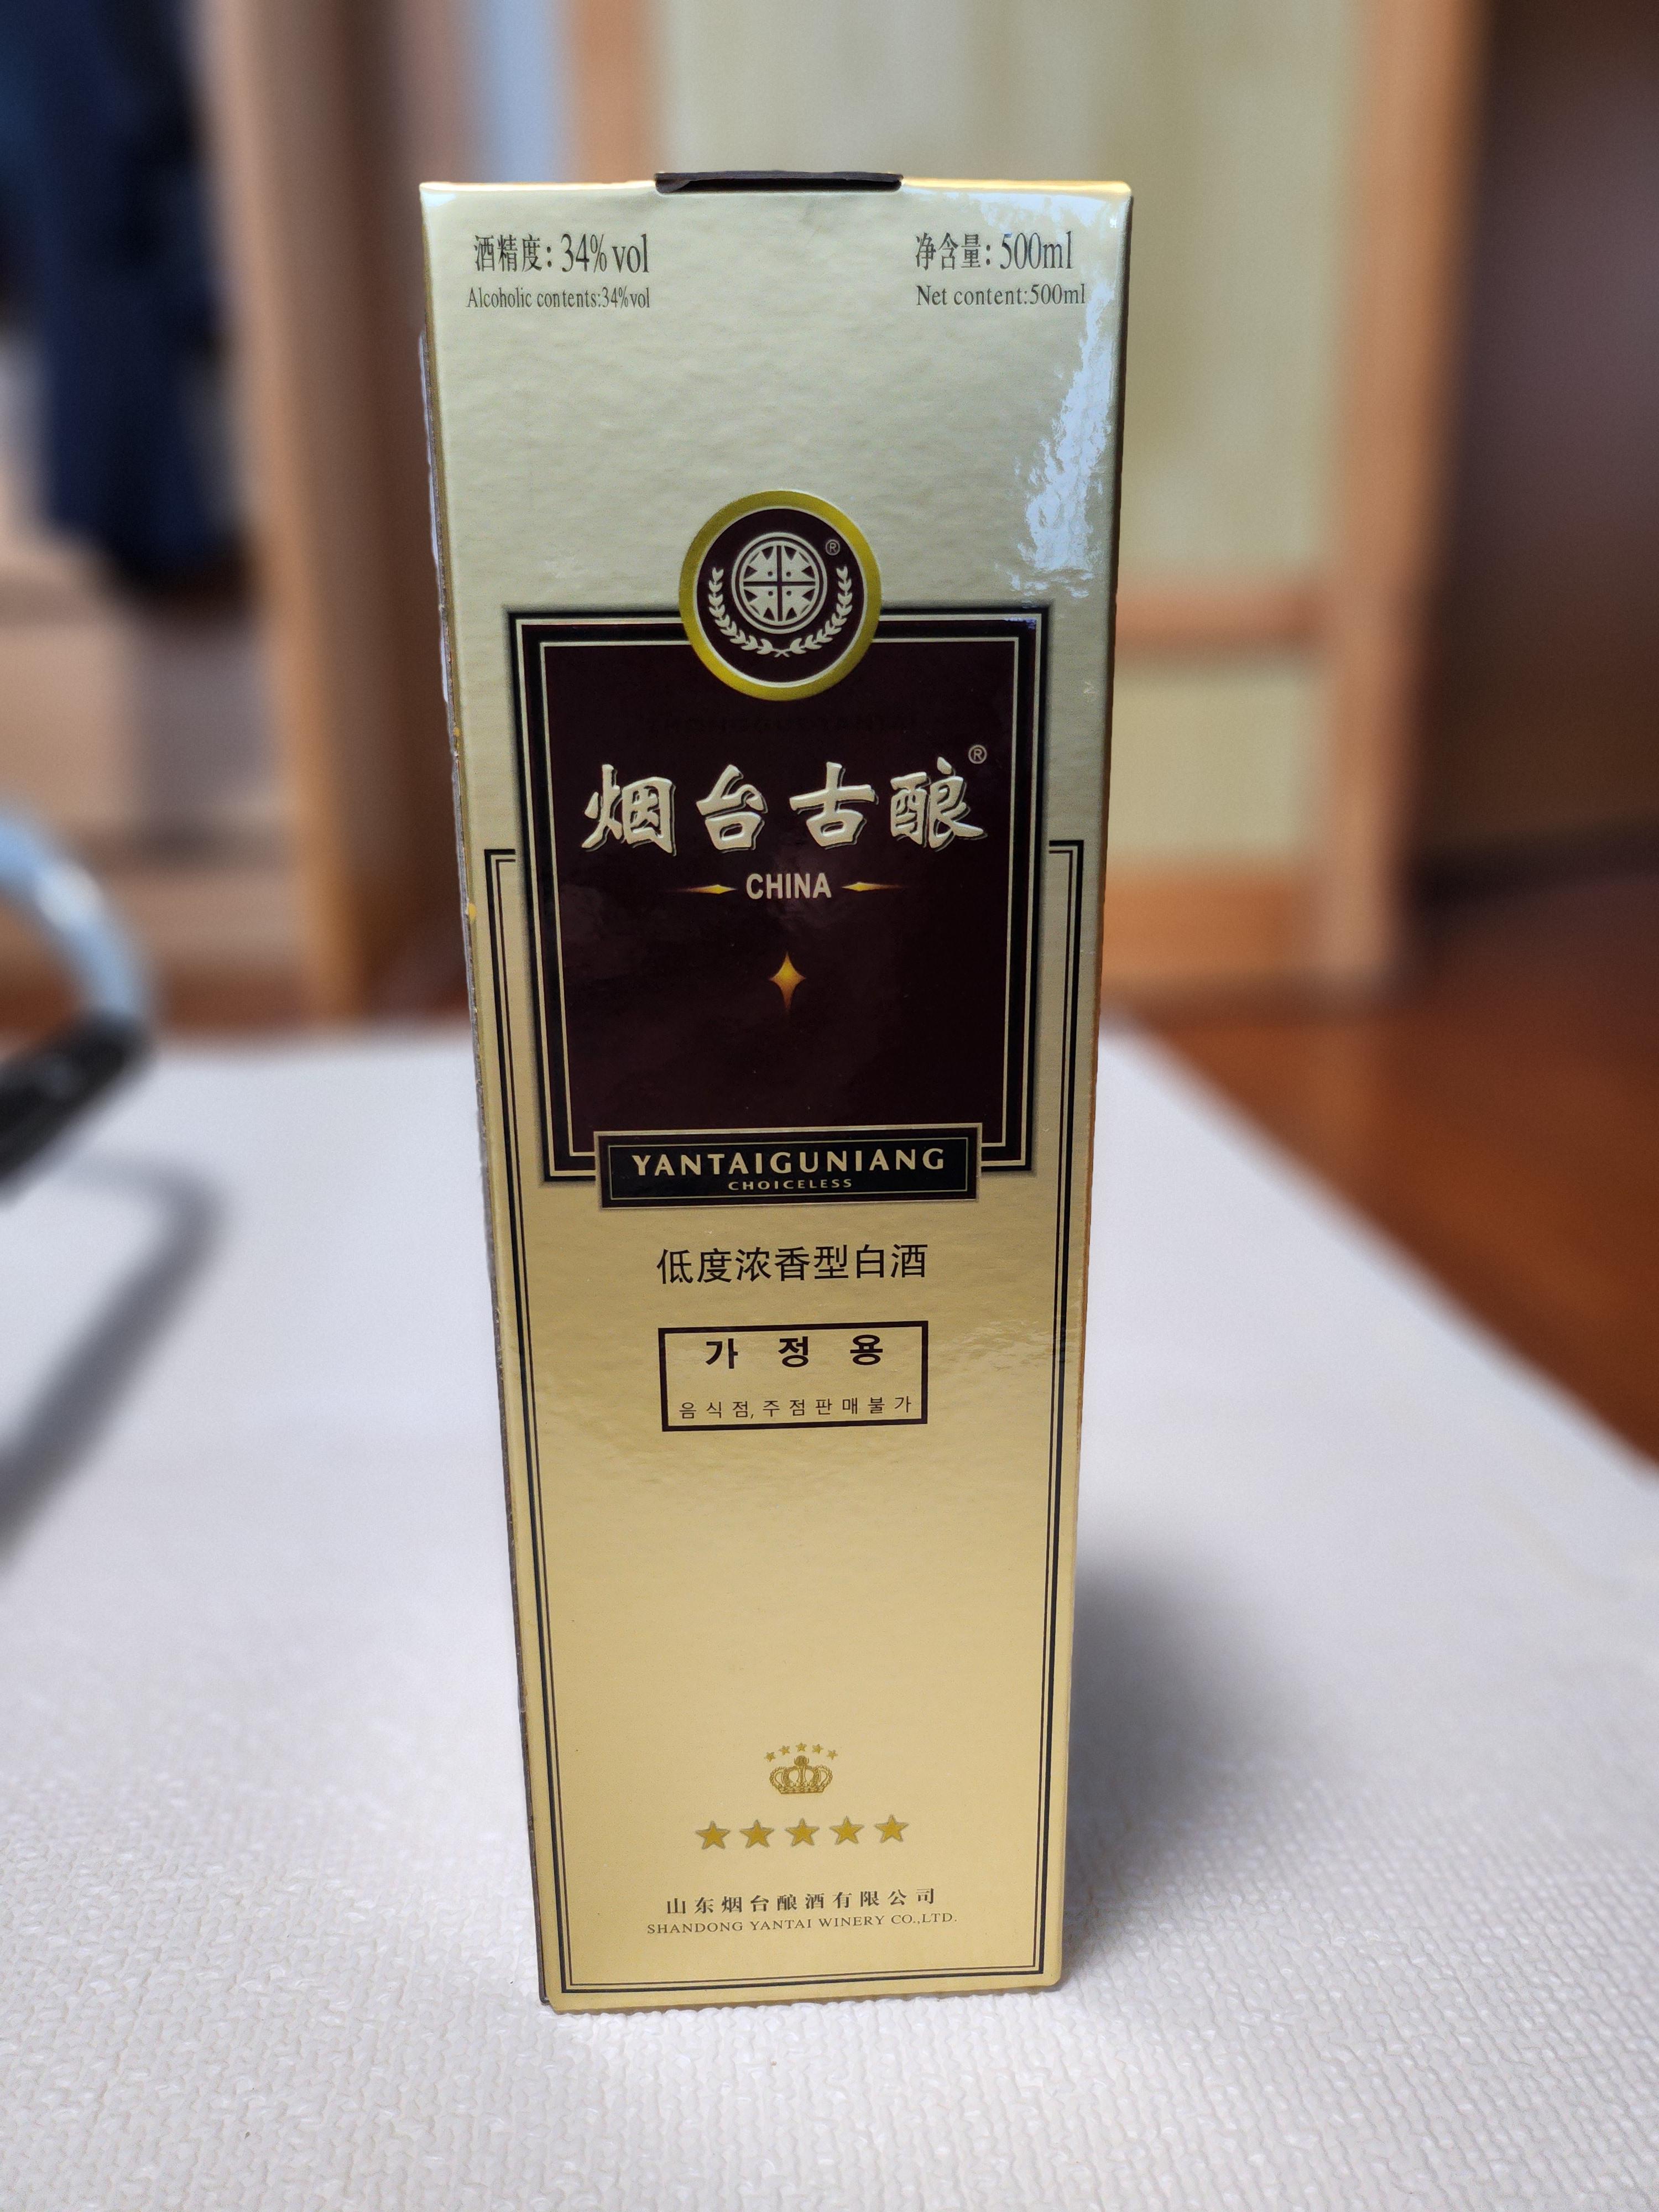 酒精度：34%vol
Alcoholic contents:34%vol
净含量：500ml
Net content:500ml
®
烟台古酿®
CHINA
YANTAIGUNIANG
CHOICELESS
低度浓香型白酒
가 정 용
음식점,주점판매불가
山东烟台酿酒有限公司
SHANDONG YANTAI WINERY CO.,LTD.